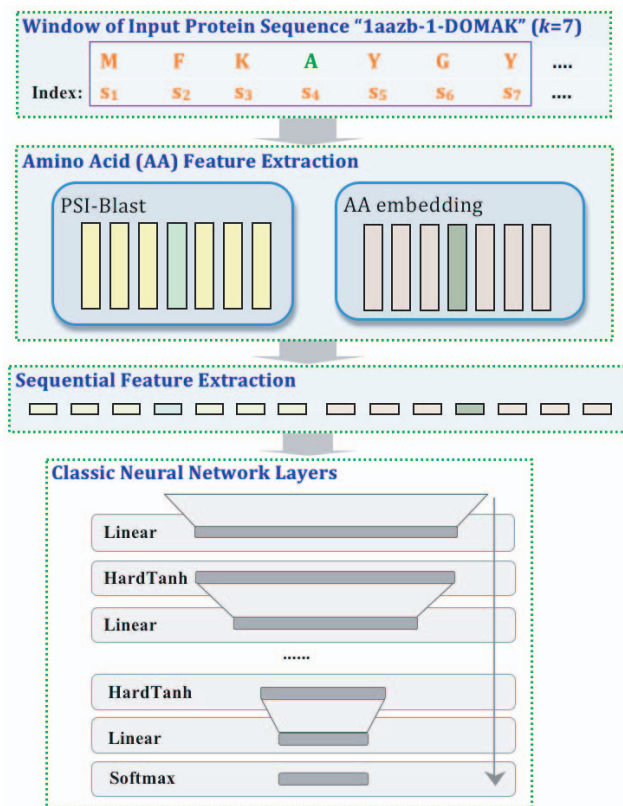 Window of Input Protein Sequence “1aazb-1-DOMAK” (k=7)
M F K A Y G Y ....
Index: S1 S2 S3 S4 S5 S6 S7 ....
Amino Acid (AA) Feature Extraction
PSI-Blast AA embedding
Sequential Feature Extraction
Classic Neural Network Layers
Linear
HardTanh
Linear
......
HardTanh
Linear
Softmax